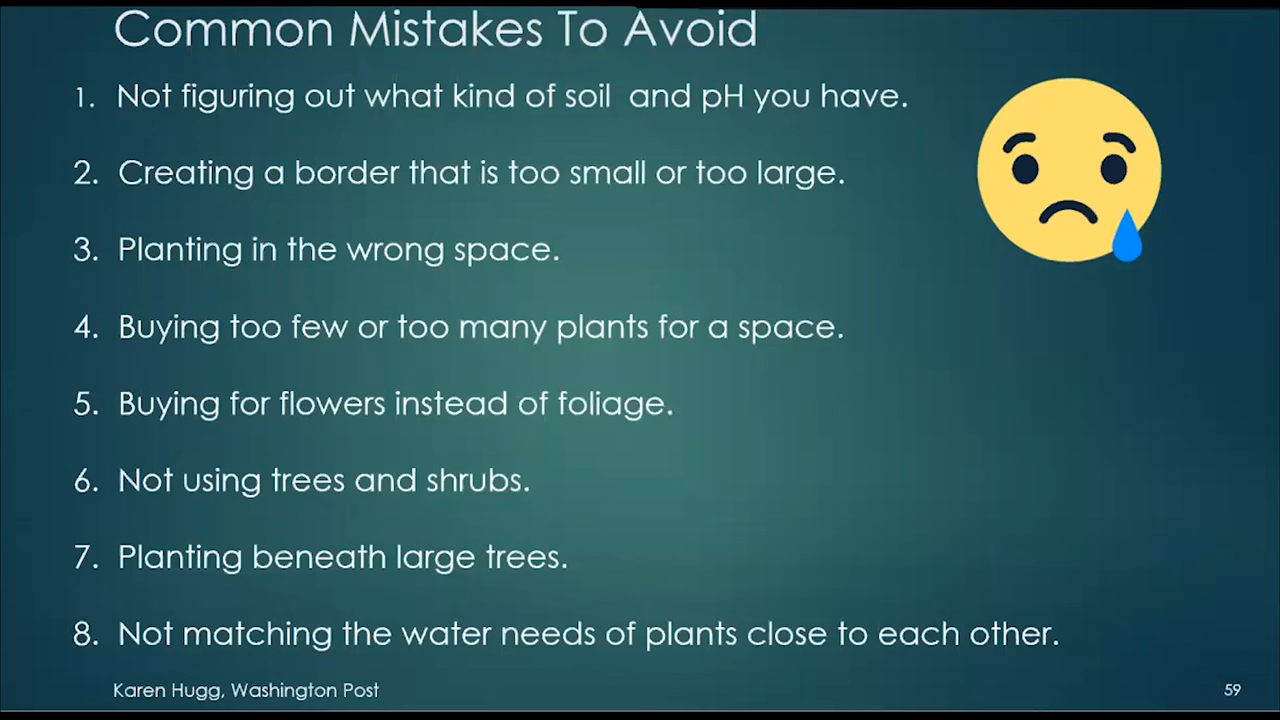 Common Mistakes To Avoid
1. Not figuring out what kind of soil  and pH you have.
2. Creating a border that is too small or too large.
3. Planting in the wrong space.
4. Buying too few or too many plants for a space.
5. Buying for flowers instead of foliage.
6. Not using trees and shrubs.
7. Planting beneath large trees.
8. Not matching the water needs of plants close to each other.
Karen Hugg, Washington Post
59